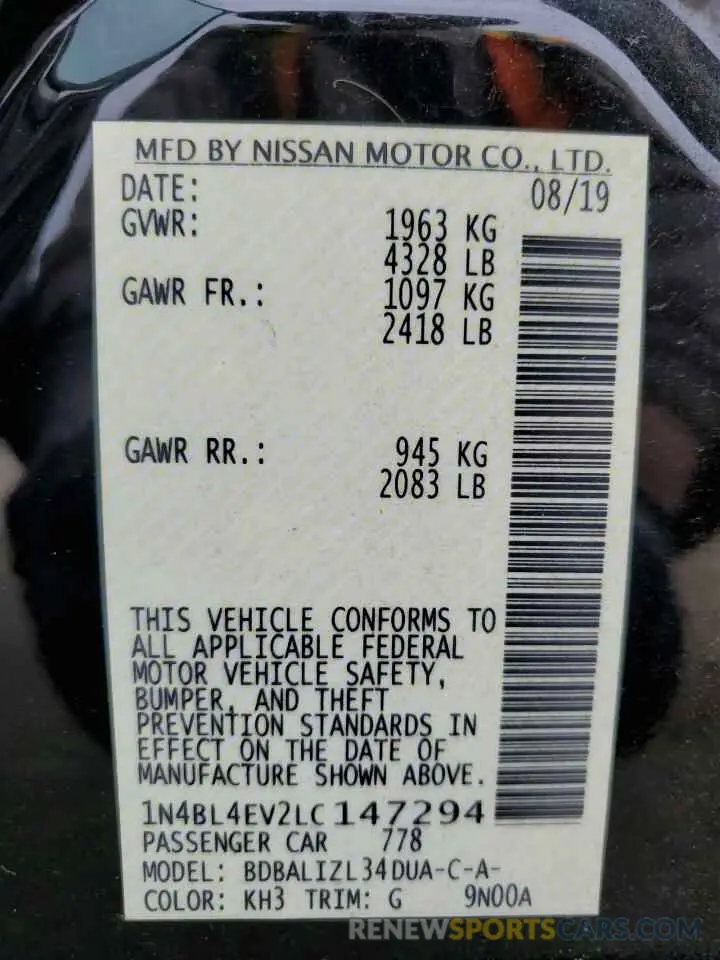 MFD BY NISSAN MOTOR CO., LTD.
DATE: 08/19
GVWR: 1963 KG
4328 LB
GAWR FR.: 1097 KG
2418 LB
GAWR RR.: 945 KG
2083 LB
THIS VEHICLE CONFORMS TO
ALL APPLICABLE FEDERAL
MOTOR VEHICLE SAFETY,
BUMPER, AND THEFT
PREVENTION STANDARDS IN
EFFECT ON THE DATE OF
MANUFACTURE SHOWN ABOVE.
1N4BL4EV2LC147294
PASSENGER CAR 778
MODEL: BDBALIZL34DUA-C-A-
COLOR: KH3 TRIM: G 9N00A
RENEWSPORTSCARS.COM